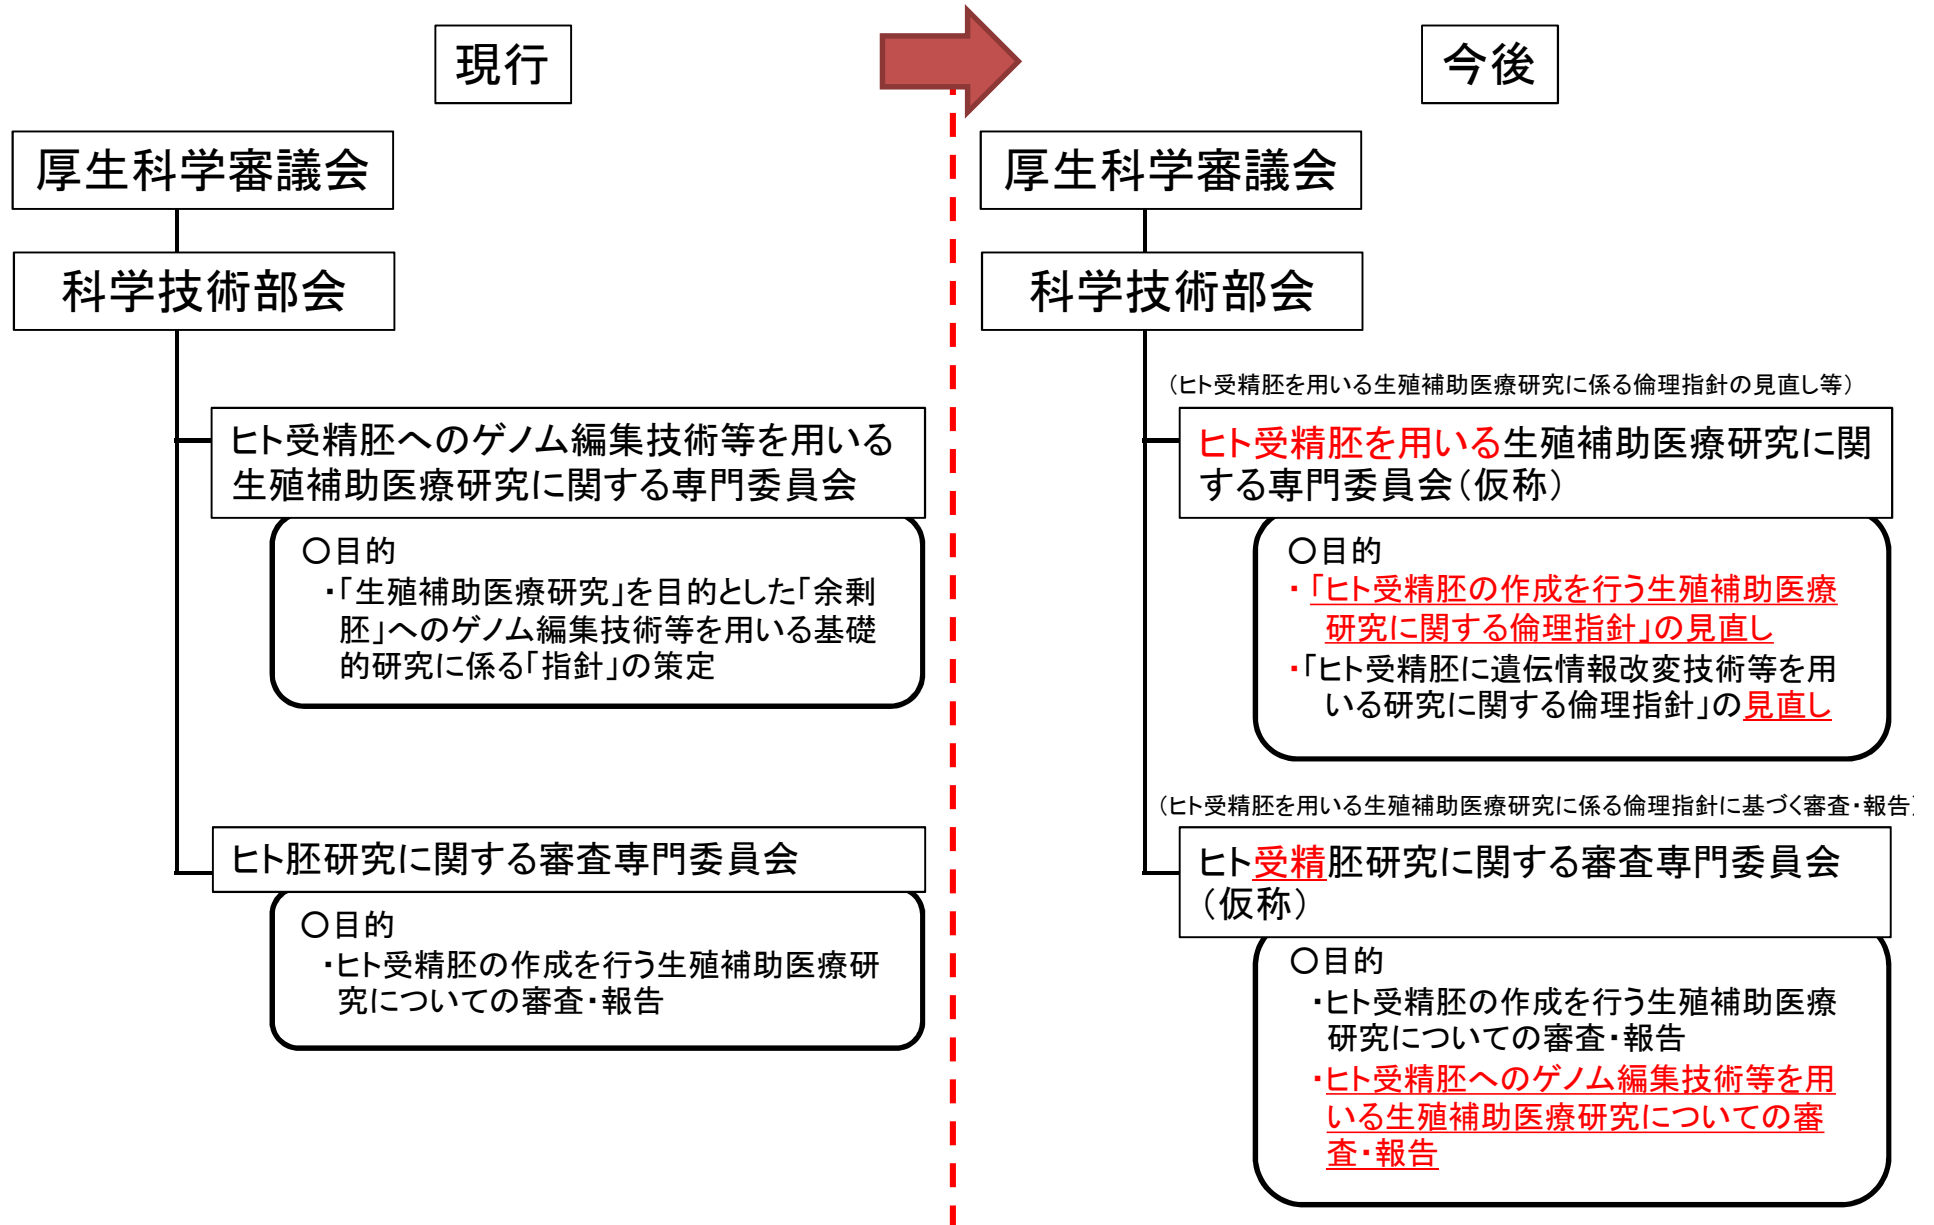 現行
厚生科学審議会
科学技術部会
ヒト受精胚へのゲノム編集技術等を用いる
生殖補助医療研究に関する専門委員会
○目的
・「生殖補助医療研究」を目的とした「余剰
胚」へのゲノム編集技術等を用いる基礎
的研究に係る「指針」の策定
ヒト胚研究に関する審査専門委員会
○目的
・ヒト受精胚の作成を行う生殖補助医療研
究についての審査・報告
今後
厚生科学審議会
科学技術部会
（ヒト受精胚を用いる生殖補助医療研究に係る倫理指針の見直し等）
ヒト受精胚を用いる生殖補助医療研究に関
する専門委員会（仮称）
○目的
・「ヒト受精胚の作成を行う生殖補助医療
研究に関する倫理指針」の見直し
・「ヒト受精胚に遺伝情報改変技術等を用
いる研究に関する倫理指針」の見直し
（ヒト受精胚を用いる生殖補助医療研究に係る倫理指針に基づく審査・報告）
ヒト受精胚研究に関する審査専門委員会
（仮称）
○目的
・ヒト受精胚の作成を行う生殖補助医療
研究についての審査・報告
・ヒト受精胚へのゲノム編集技術等を用
いる生殖補助医療研究についての審
査・報告